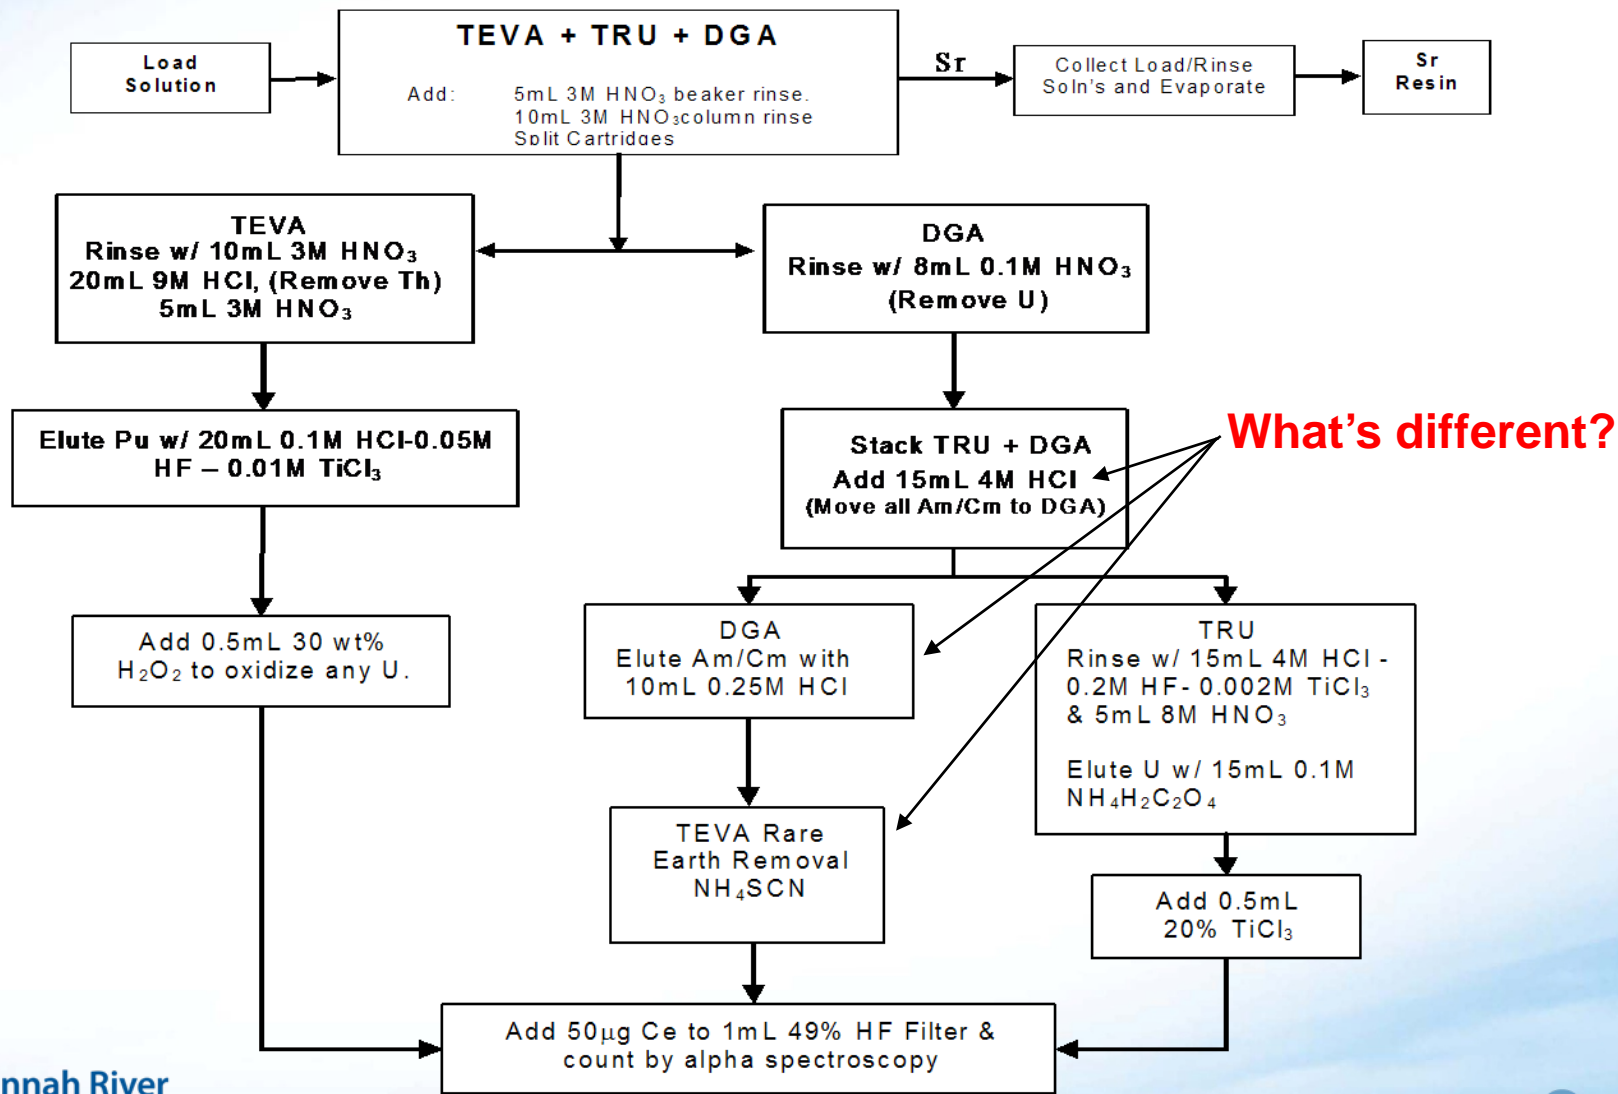 Load
Solution
TEVA + TRU + DGA
Add: 5mL 3M HNO₃ beaker rinse.
10mL 3M HNO₃column rinse
Split Cartridges
Sr
Collect Load/Rinse
Soln's and Evaporate
Sr
Resin
TEVA
Rinse w/ 10mL 3M HNO₃
20mL 9M HCl, (Remove Th)
5mL 3M HNO₃
DGA
Rinse w/ 8mL 0.1M HNO₃
(Remove U)
Elute Pu w/ 20mL 0.1M HCl-0.05M
HF – 0.01M TiCl₃
Stack TRU + DGA
Add 15mL 4M HCl
(Move all Am/Cm to DGA)
What's different?
Add 0.5mL 30 wt%
H₂O₂ to oxidize any U.
DGA
Elute Am/Cm with
10mL 0.25M HCl
TRU
Rinse w/ 15mL 4M HCl -
0.2M HF- 0.002M TiCl₃
& 5mL 8M HNO₃
Elute U w/ 15mL 0.1M
NH₄H₂C₂O₄
TEVA Rare
Earth Removal
NH₄SCN
Add 0.5mL
20% TiCl₃
Add 50µg Ce to 1mL 49% HF Filter &
count by alpha spectroscopy
nnah River